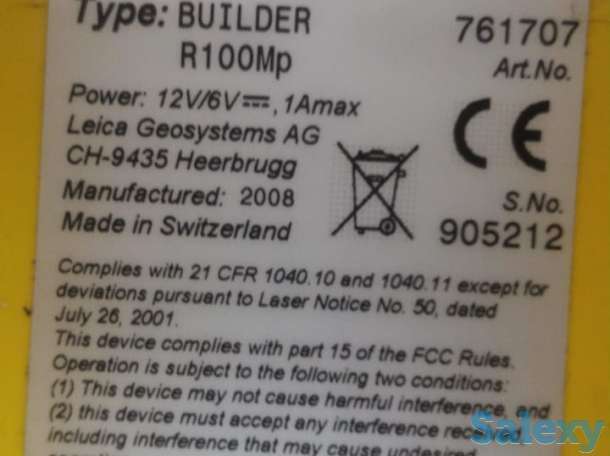 Type: BUILDER
R100Mp
761707
Art.No.
Power: 12V/6V⎓, 1Amax
Leica Geosystems AG
CH-9435 Heerbrugg
Manufactured: 2008
Made in Switzerland
CE
S.No.
905212
Complies with 21 CFR 1040.10 and 1040.11 except for
deviations pursuant to Laser Notice No. 50, dated
July 26, 2001.
This device complies with part 15 of the FCC Rules.
Operation is subject to the following two conditions:
(1) This device may not cause harmful interference, and
(2) this device must accept any interference received,
including interference that may cause undesired
Salexy